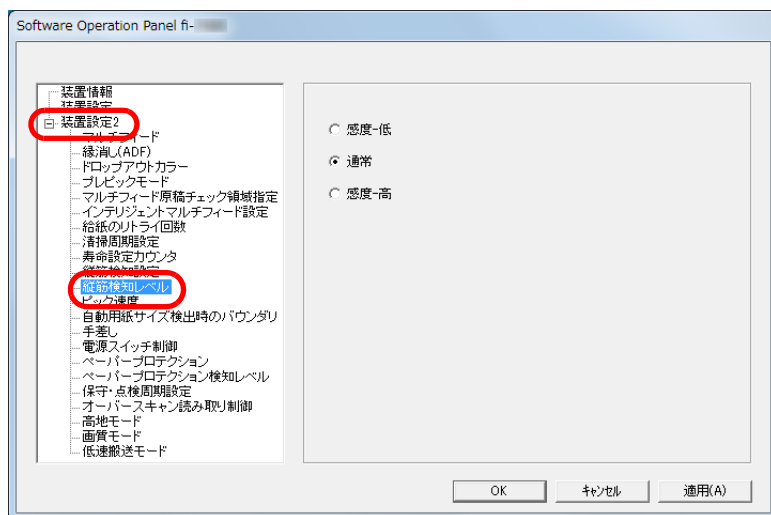 Software Operation Panel fi-
装置情報
装置設定
装置設定2
マルチフィード
縁消し(ADF)
ドロップアウトカラー
プレピックモード
マルチフィード原稿チェック領域指定
インテリジェントマルチフィード設定
給紙のリトライ回数
清掃周期設定
寿命設定カウンタ
縦筋検知設定
縦筋検知レベル
ピック速度
自動用紙サイズ検出時のバウンダリ
手差し
電源スイッチ制御
ペーパープロテクション
ペーパープロテクション検知レベル
保守・点検周期設定
オーバースキャン読み取り制御
高地モード
画質モード
低速搬送モード
感度-低
通常
感度-高
OK
キャンセル
適用(A)